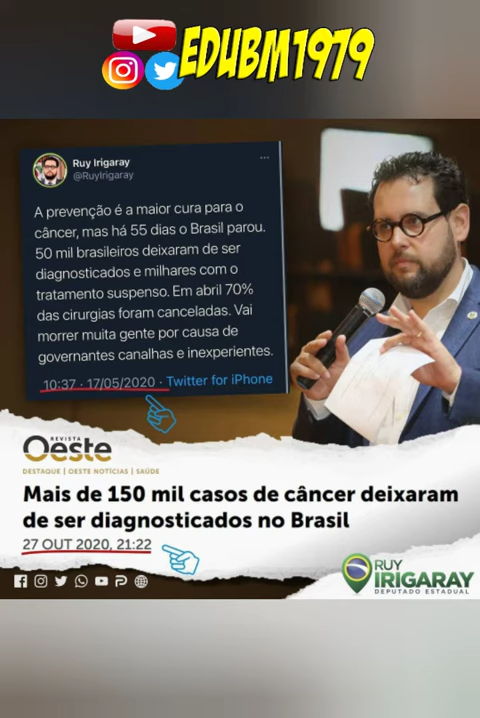 EDUBM1979
Ruy Irigaray
@RuyIrigaray
A prevenção é a maior cura para o
câncer, mas há 55 dias o Brasil parou.
50 mil brasileiros deixaram de ser
diagnosticados e milhares com o
tratamento suspenso. Em abril 70%
das cirurgias foram canceladas. Vai
morrer muita gente por causa de
governantes canalhas e inexperientes.
10:37 · 17/05/2020 · Twitter for iPhone
REVISTA
Oeste
DESTAQUE | OESTE NOTÍCIAS | SAÚDE
Mais de 150 mil casos de câncer deixaram
de ser diagnosticados no Brasil
27 OUT 2020, 21:22
RUY
IRIGARAY
DEPUTADO ESTADUAL